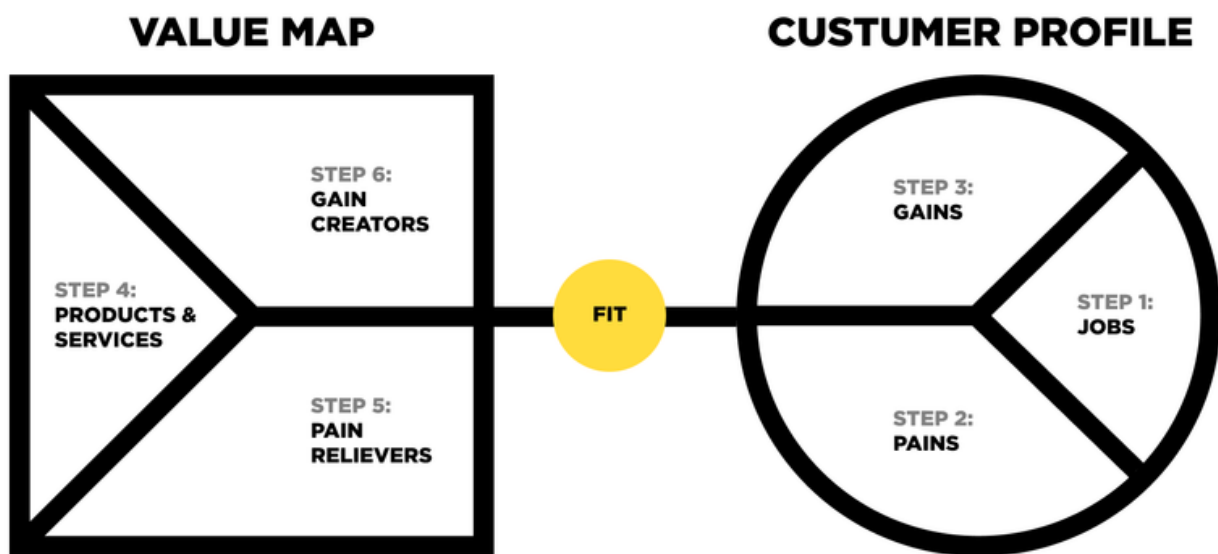 VALUE MAP
CUSTUMER PROFILE
STEP 6:
GAIN
CREATORS
STEP 4:
PRODUCTS &
SERVICES
STEP 5:
PAIN
RELIEVERS
FIT
STEP 3:
GAINS
STEP 1:
JOBS
STEP 2:
PAINS